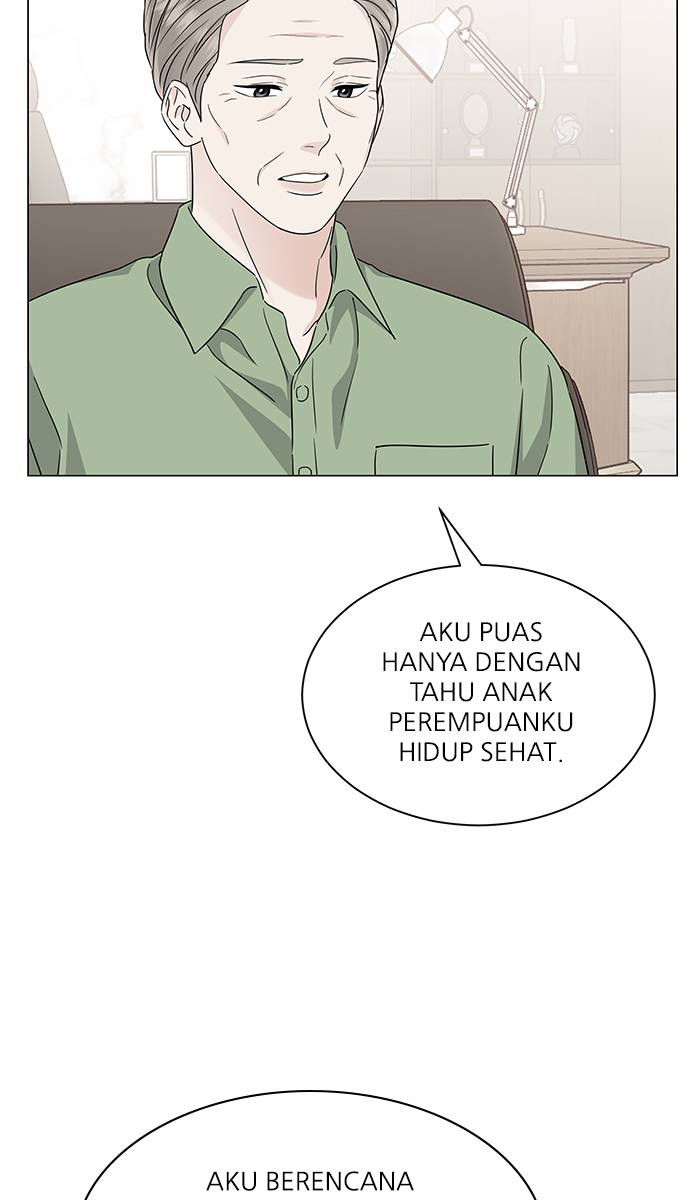 AKU PUAS
HANYA DENGAN
TAHU ANAK
PEREMPUANKU
HIDUP SEHAT.
AKU BERENCANA